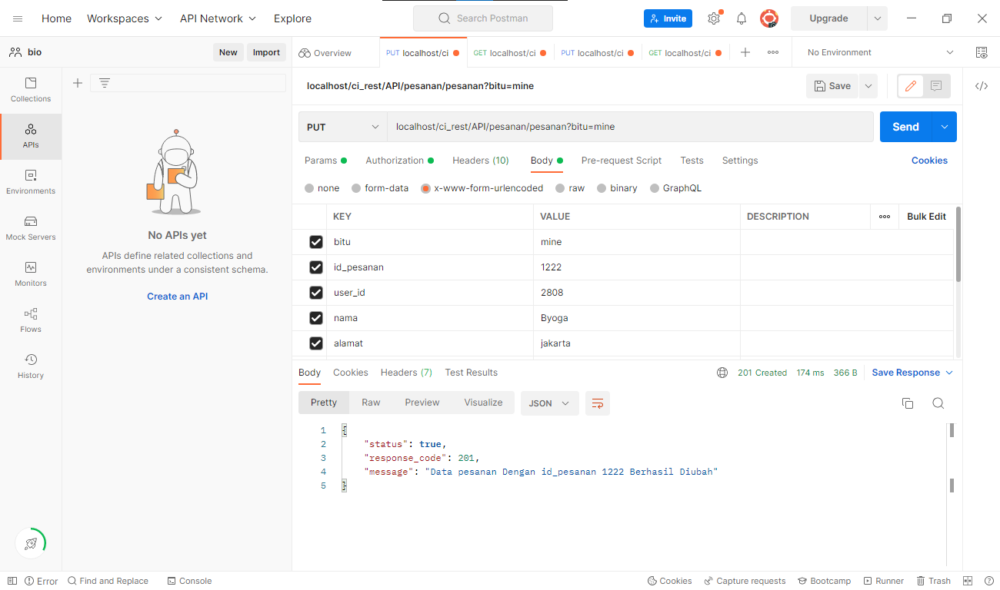 Home Workspaces API Network Explore Search Postman Invite Upgrade
bio New Import Overview PUT localhost/ci GET localhost/ci PUT localhost/ci GET localhost/ci No Environment
Collections
APIs
Environments
Mock Servers
Monitors
Flows
History
No APIs yet
APIs define related collections and
environments under a consistent schema.
Create an API
localhost/ci_rest/API/pesanan/pesanan?bitu=mine Save
PUT localhost/ci_rest/API/pesanan/pesanan?bitu=mine Send
Params Authorization Headers (10) Body Pre-request Script Tests Settings Cookies
none form-data x-www-form-urlencoded raw binary GraphQL
KEY VALUE DESCRIPTION Bulk Edit
bitu mine
id_pesanan 1222
user_id 2808
nama Byoga
alamat jakarta
Body Cookies Headers (7) Test Results 201 Created 174 ms 366 B Save Response
Pretty Raw Preview Visualize JSON
1 {
2 "status": true,
3 "response_code": 201,
4 "message": "Data pesanan Dengan id_pesanan 1222 Berhasil Diubah"
5 }
Error Find and Replace Console Cookies Capture requests Bootcamp Runner Trash